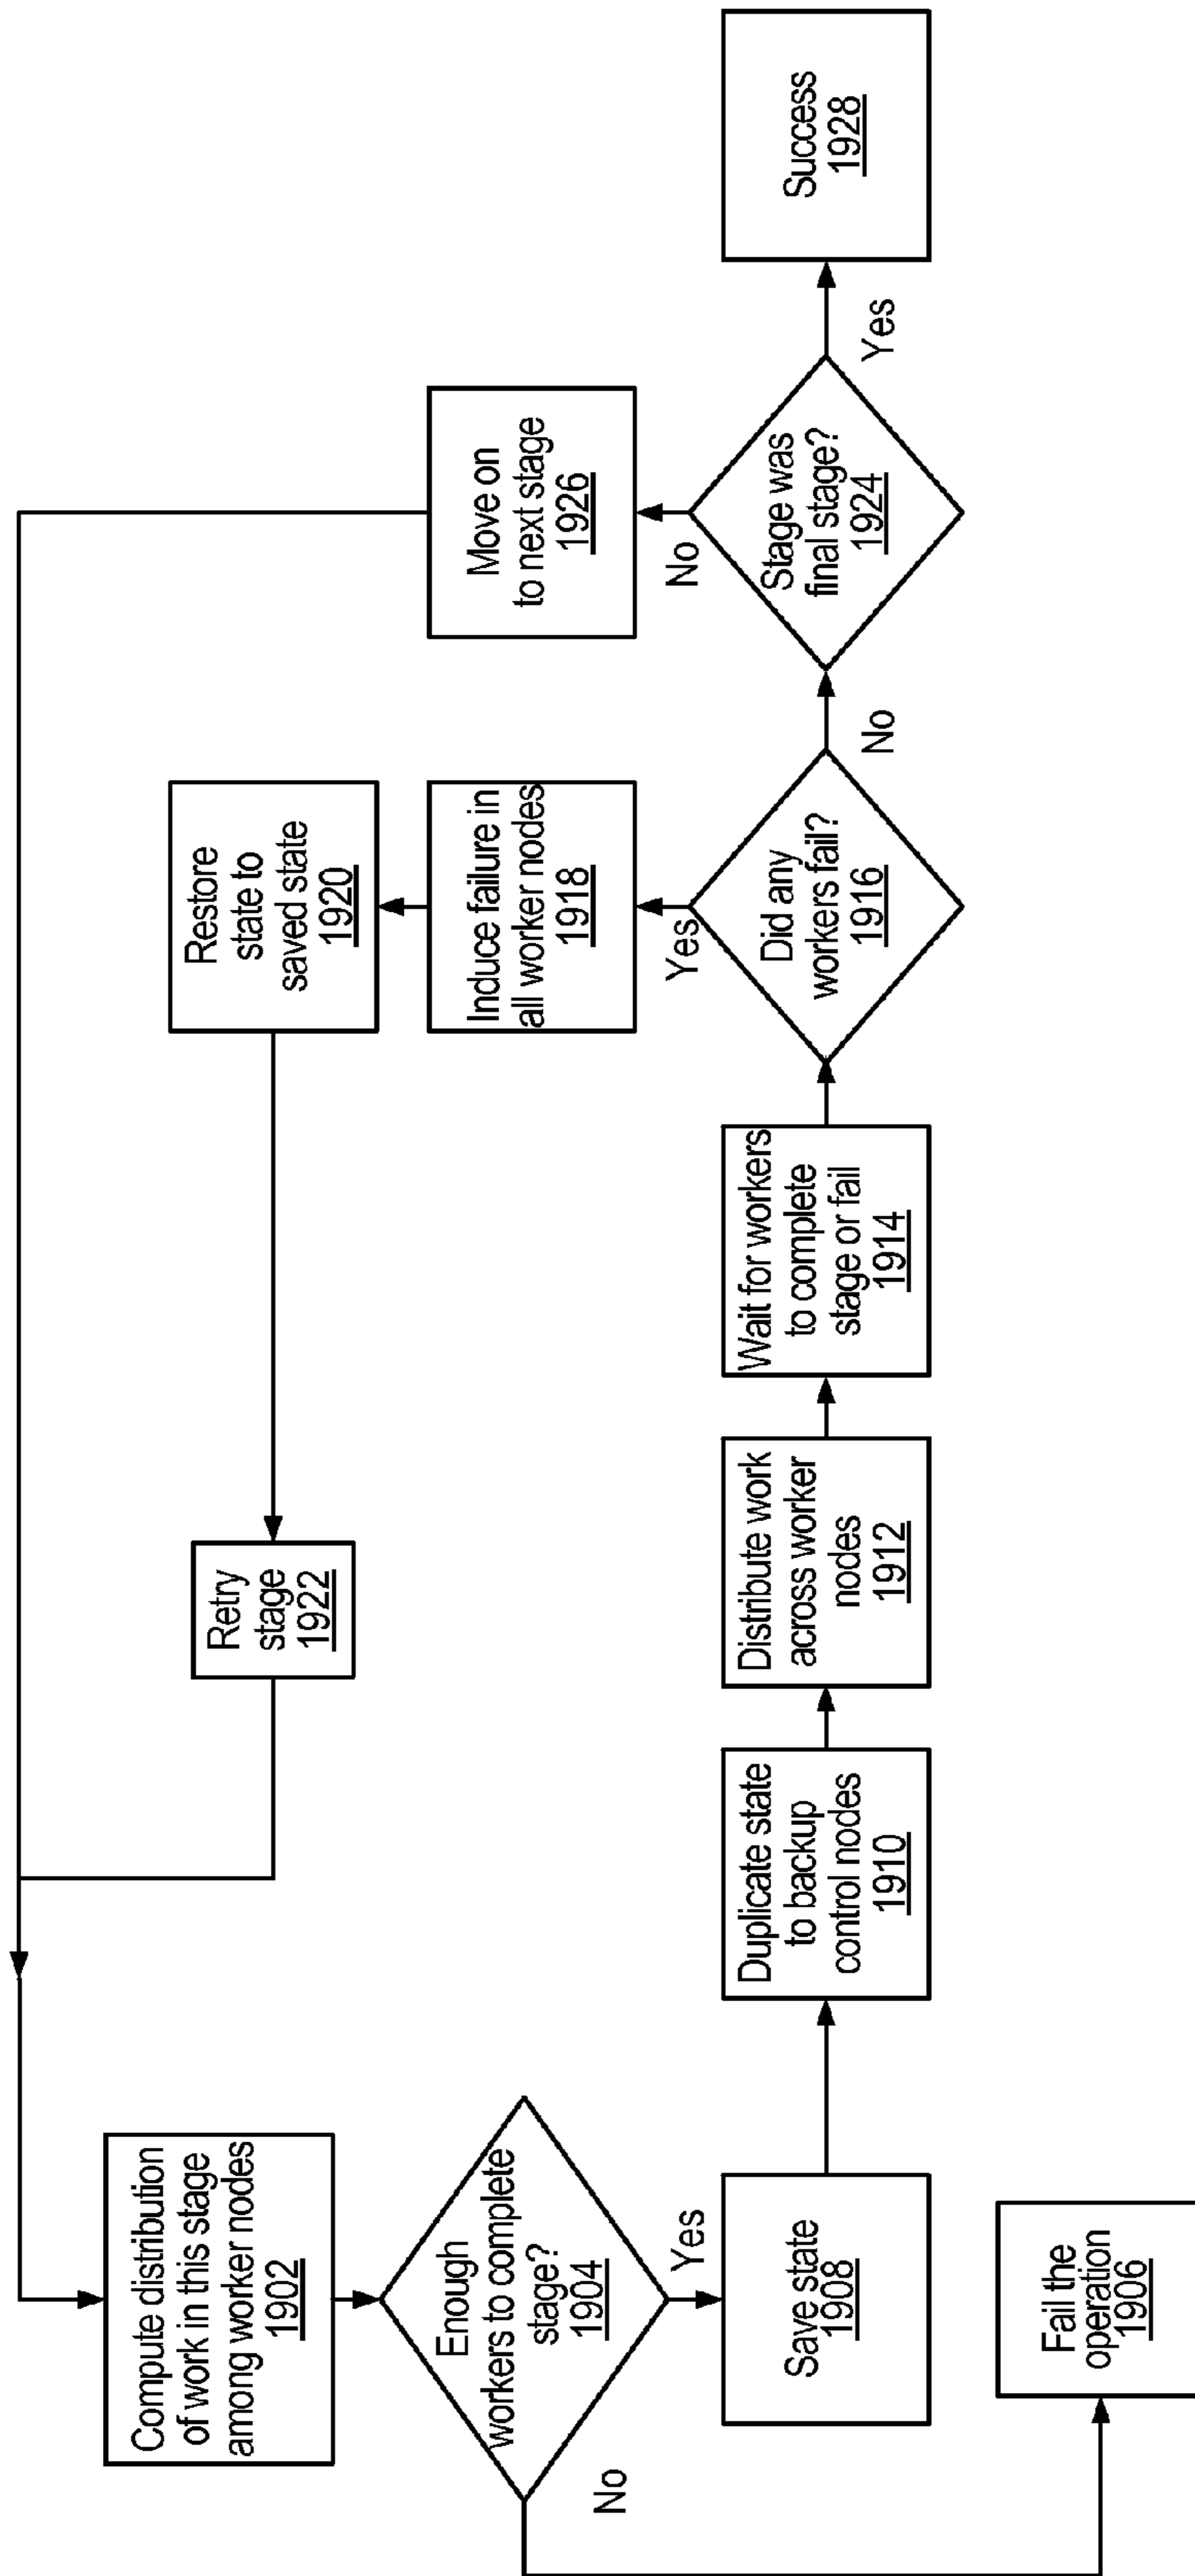 Compute distribution
of work in this stage
among worker nodes
1902
Enough
workers to complete
stage?
1904
No
Yes
Fail the
operation
1906
Save state
1908
Duplicate state
to backup
control nodes
1910
Distribute work
across worker
nodes
1912
Wait for workers
to complete
stage or fail
1914
Did any
workers fail?
1916
Yes
No
Induce failure in
all worker nodes
1918
Restore
state to
saved state
1920
Retry
stage
1922
Stage was
final stage?
1924
No
Yes
Move on
to next stage
1926
Success
1928